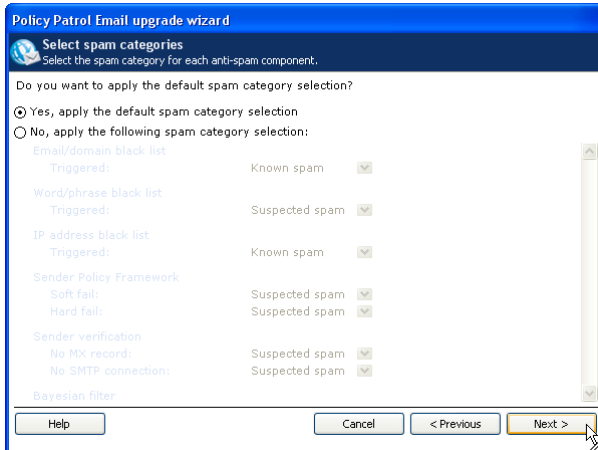 Policy Patrol Email upgrade wizard
Select spam categories
Select the spam category for each anti-spam component.
Do you want to apply the default spam category selection?
Yes, apply the default spam category selection
No, apply the following spam category selection:
Email/domain black list
Triggered: Known spam
Word/phrase black list
Triggered: Suspected spam
IP address black list
Triggered: Known spam
Sender Policy Framework
Soft fail: Suspected spam
Hard fail: Suspected spam
Sender verification
No MX record: Suspected spam
No SMTP connection: Suspected spam
Bayesian filter
Help Cancel < Previous Next >